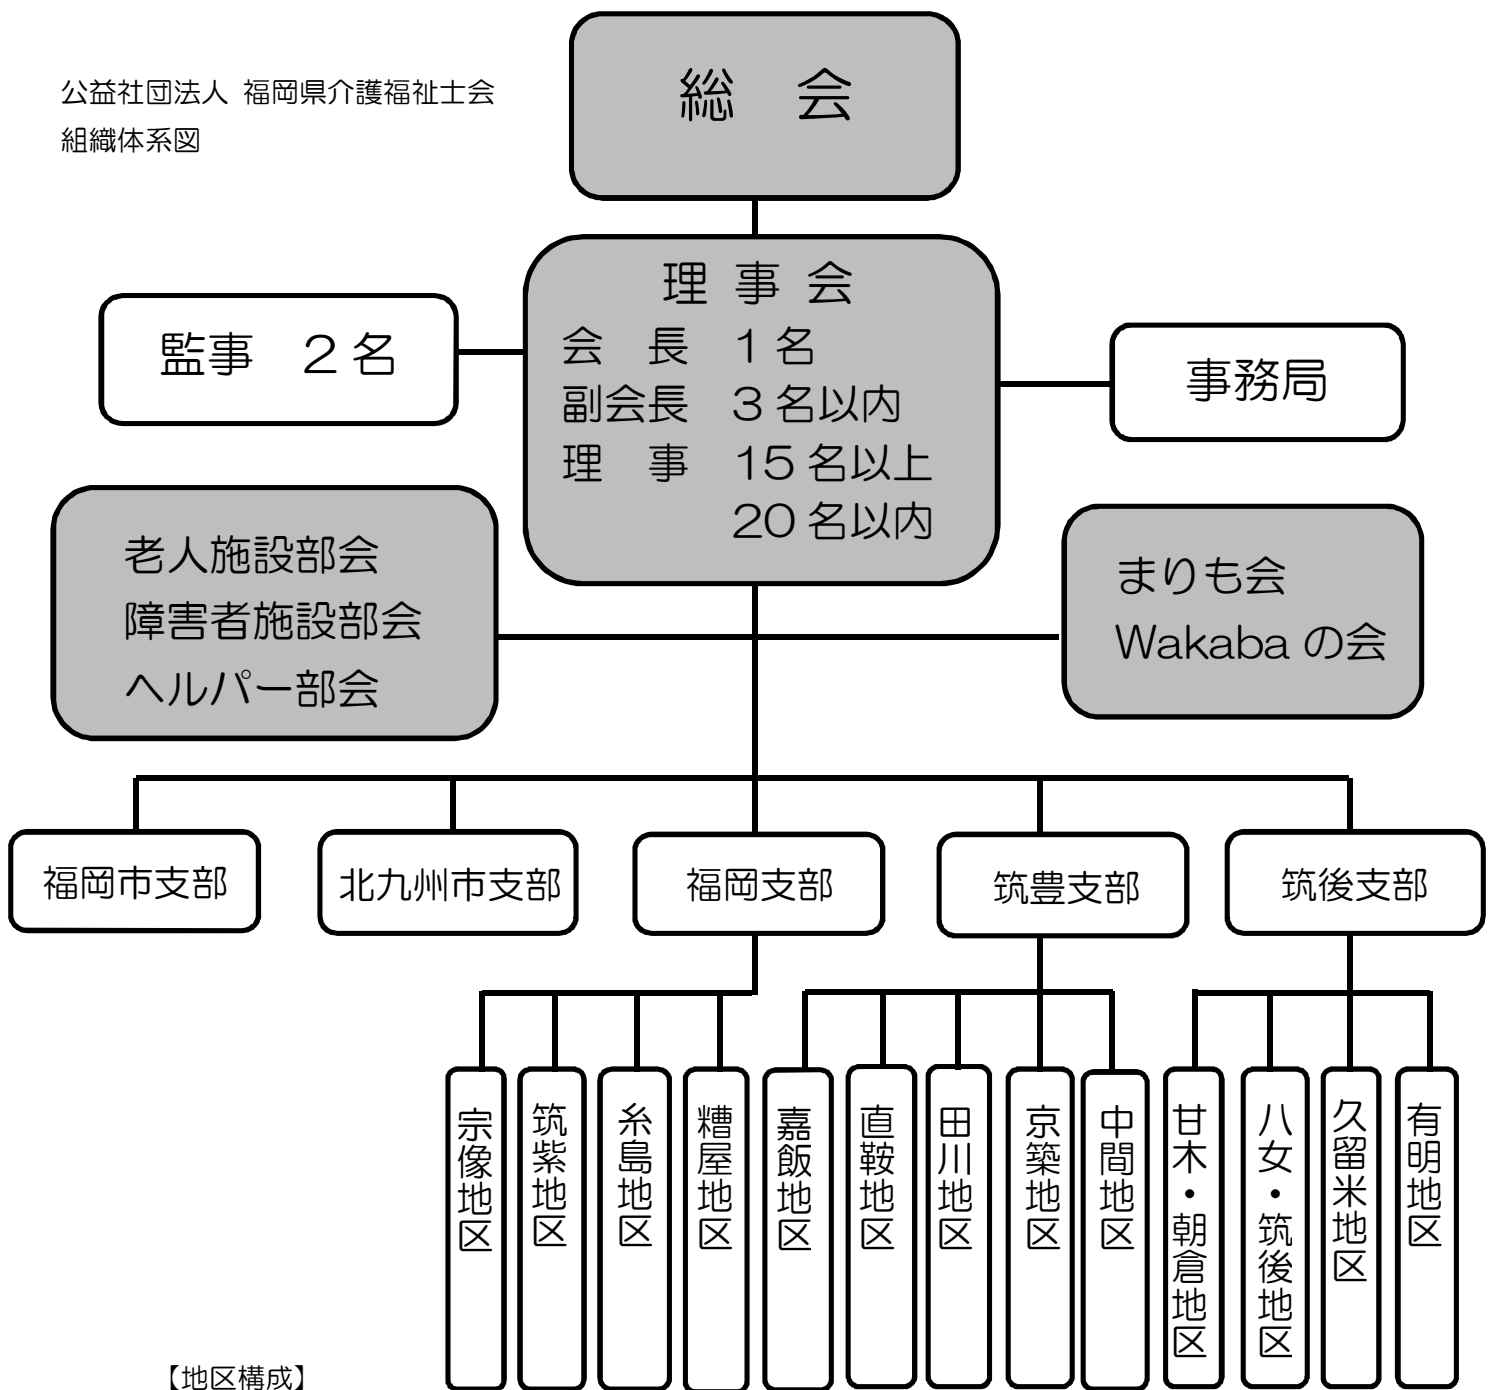 公益社団法人 福岡県介護福祉士会
組織体系図
総　会
理 事 会
会　長　1名
副会長　3名以内
理　事　15名以上
20名以内
監事　2名
事務局
老人施設部会
障害者施設部会
ヘルパー部会
まりも会
Wakabaの会
福岡市支部
北九州市支部
福岡支部
筑豊支部
筑後支部
宗像地区
筑紫地区
糸島地区
糟屋地区
嘉飯地区
直鞍地区
田川地区
京築地区
中間地区
甘木・朝倉地区
八女・筑後地区
久留米地区
有明地区
【地区構成】